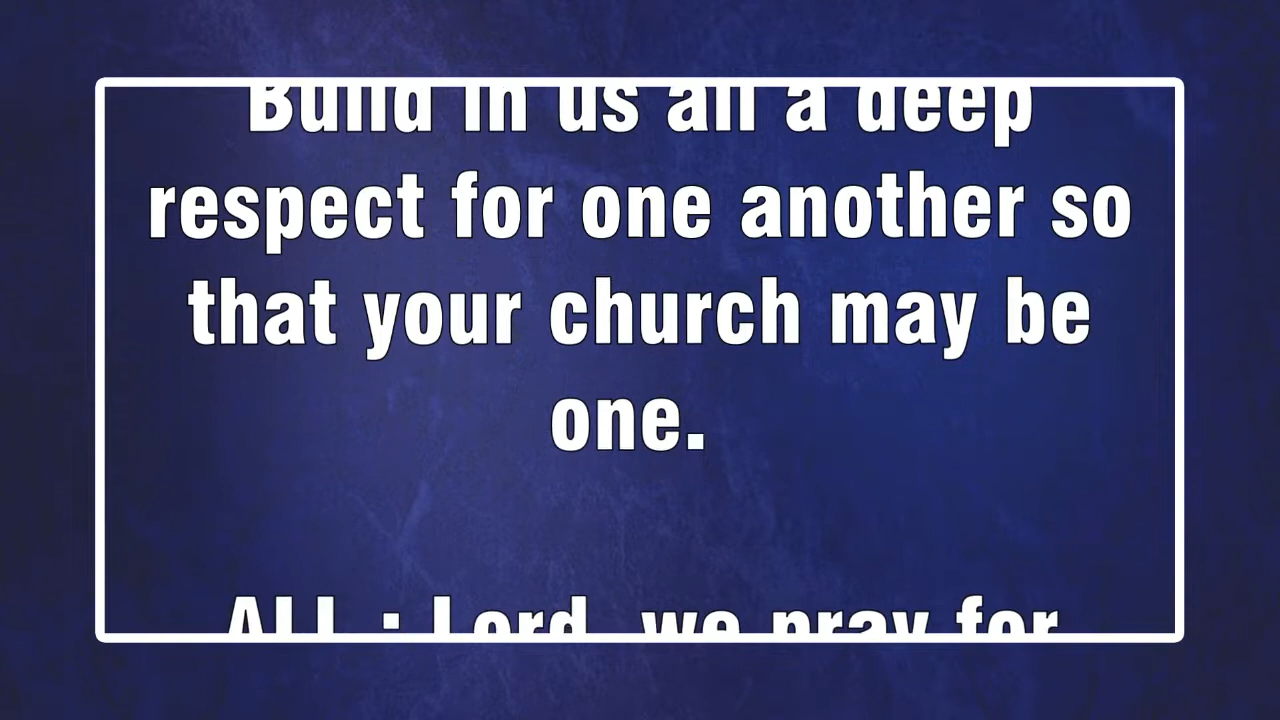 Build in us all a deep
respect for one another so
that your church may be
one.
ALL : Lord, we pray for